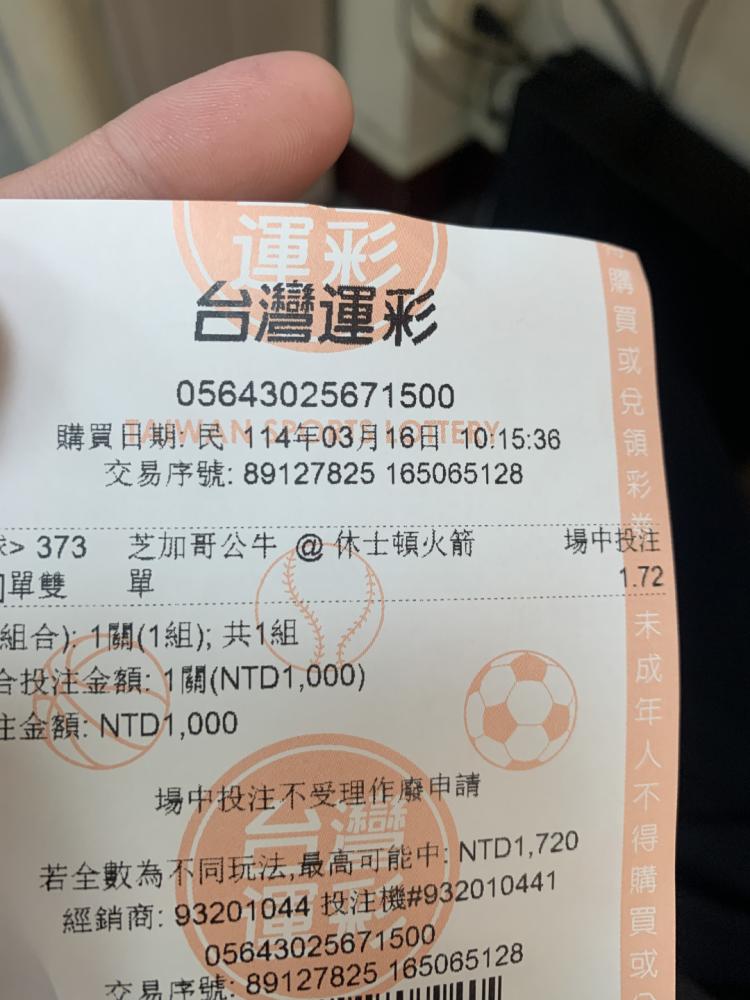 運彩
台灣運彩
05643025671500
TAIWAN SPORTS LOTTERY
購買日期: 民 114年03月16日 10:15:36
交易序號: 89127825 165065128
> 373 芝加哥公牛 @ 休士頓火箭 場中投注
單雙 單 1.72
組合): 1關(1組); 共1組
合投注金額: 1關(NTD1,000)
注金額: NTD1,000
場中投注不受理作廢申請
台灣
運彩
若全數為不同玩法,最高可能中: NTD1,720
經銷商: 93201044 投注機#932010441
05643025671500
交易序號: 89127825 165065128
購買或兌領彩券
未成年人不得購買或